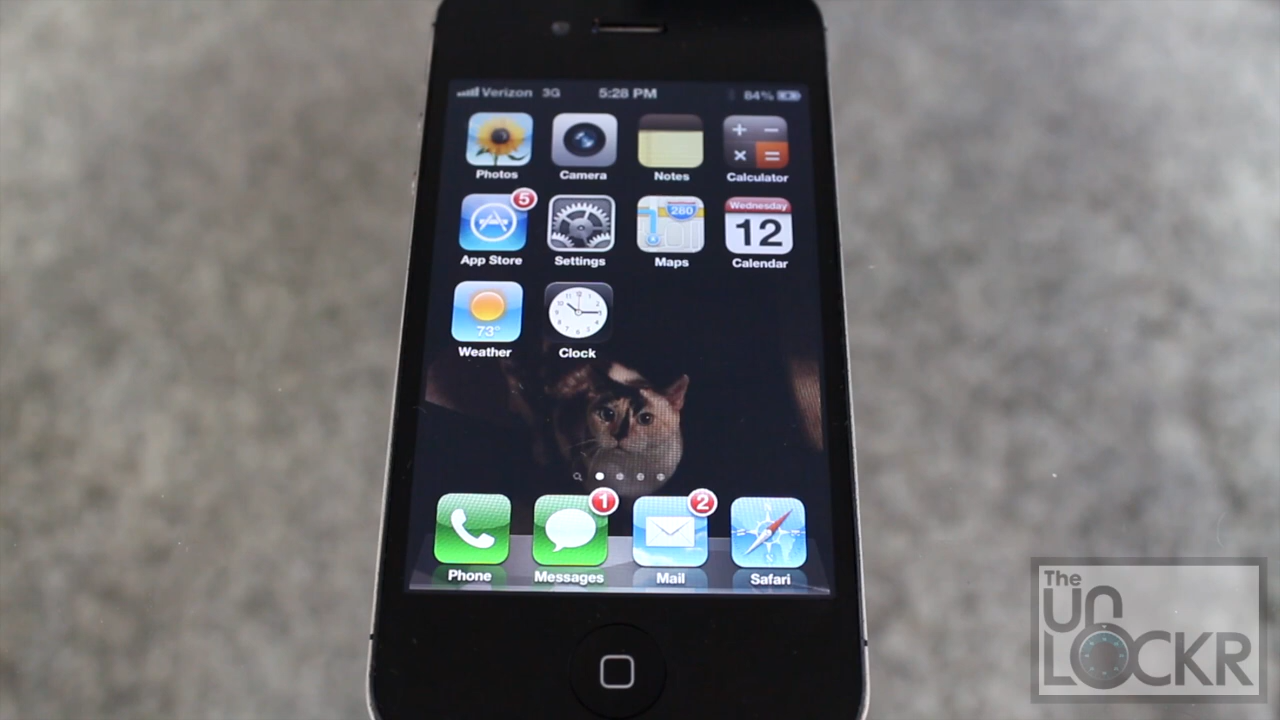 Verizon 3G 5:28 PM 84%
Photos Camera Notes Calculator
5 280 Wednesday 12
App Store Settings Maps Calendar
73°
Weather Clock
1 2
Phone Messages Mail Safari
The
UN
LOCKR